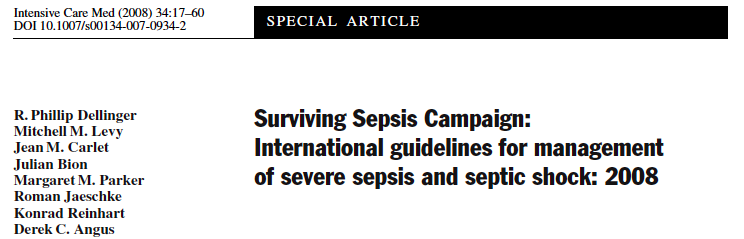 Intensive Care Med (2008) 34:17–60
DOI 10.1007/s00134-007-0934-2
SPECIAL ARTICLE
R. Phillip Dellinger
Mitchell M. Levy
Jean M. Carlet
Julian Bion
Margaret M. Parker
Roman Jaeschke
Konrad Reinhart
Derek C. Angus
Surviving Sepsis Campaign:
International guidelines for management
of severe sepsis and septic shock: 2008